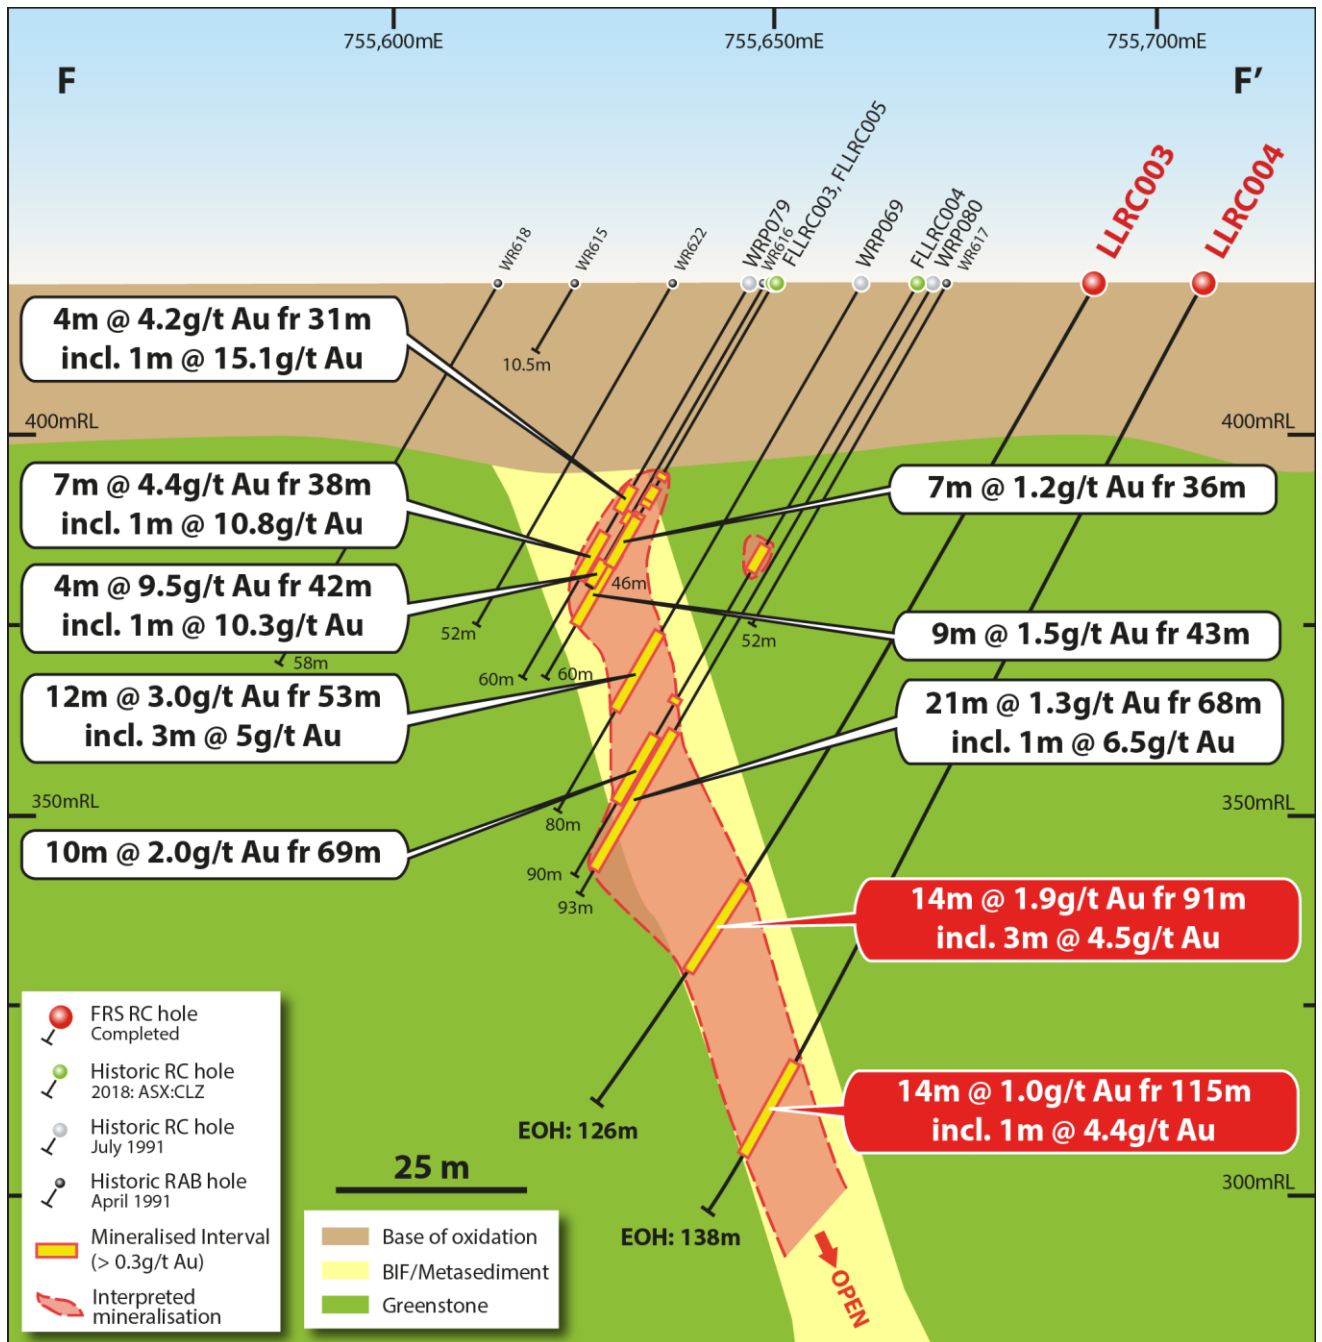 755,600mE
755,650mE
755,700mE
F
F’
WR618
WR615
WR622
WRP079
WR616
FLLRC003, FLLRC005
WRP069
FLLRC004
WRP080
WR617
LLRC003
LLRC004
4m @ 4.2g/t Au fr 31m
incl. 1m @ 15.1g/t Au
10.5m
400mRL
400mRL
7m @ 4.4g/t Au fr 38m
incl. 1m @ 10.8g/t Au
7m @ 1.2g/t Au fr 36m
4m @ 9.5g/t Au fr 42m
incl. 1m @ 10.3g/t Au
46m
52m
52m
9m @ 1.5g/t Au fr 43m
58m
60m
60m
12m @ 3.0g/t Au fr 53m
incl. 3m @ 5g/t Au
21m @ 1.3g/t Au fr 68m
incl. 1m @ 6.5g/t Au
350mRL
350mRL
80m
10m @ 2.0g/t Au fr 69m
90m
93m
14m @ 1.9g/t Au fr 91m
incl. 3m @ 4.5g/t Au
FRS RC hole
Completed
Historic RC hole
2018: ASX:CLZ
Historic RC hole
July 1991
Historic RAB hole
April 1991
Mineralised Interval
(> 0.3g/t Au)
Interpreted
mineralisation
EOH: 126m
14m @ 1.0g/t Au fr 115m
incl. 1m @ 4.4g/t Au
25 m
300mRL
EOH: 138m
Base of oxidation
BIF/Metasediment
Greenstone
OPEN